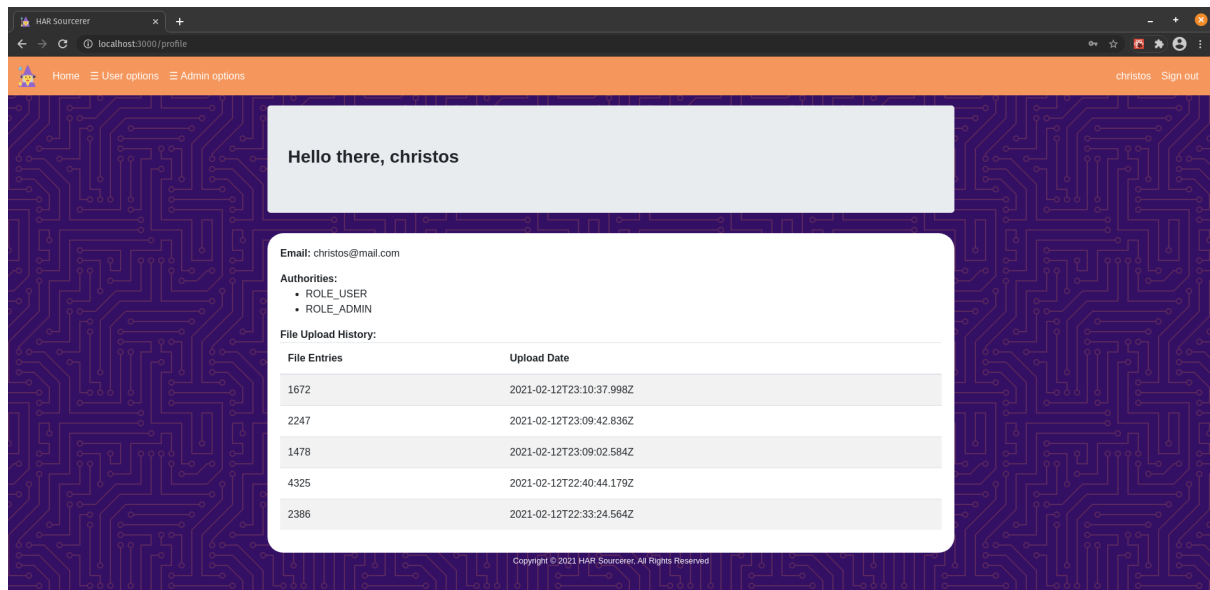 HAR Sourcerer
localhost:3000/profile
Home ☰ User options ☰ Admin options christos Sign out
Hello there, christos
Email: christos@mail.com
Authorities:
• ROLE_USER
• ROLE_ADMIN
File Upload History:
File Entries Upload Date
1672 2021-02-12T23:10:37.998Z
2247 2021-02-12T23:09:42.836Z
1478 2021-02-12T23:09:02.584Z
4325 2021-02-12T22:40:44.179Z
2386 2021-02-12T22:33:24.564Z
Copyright © 2021 HAR Sourcerer, All Rights Reserved